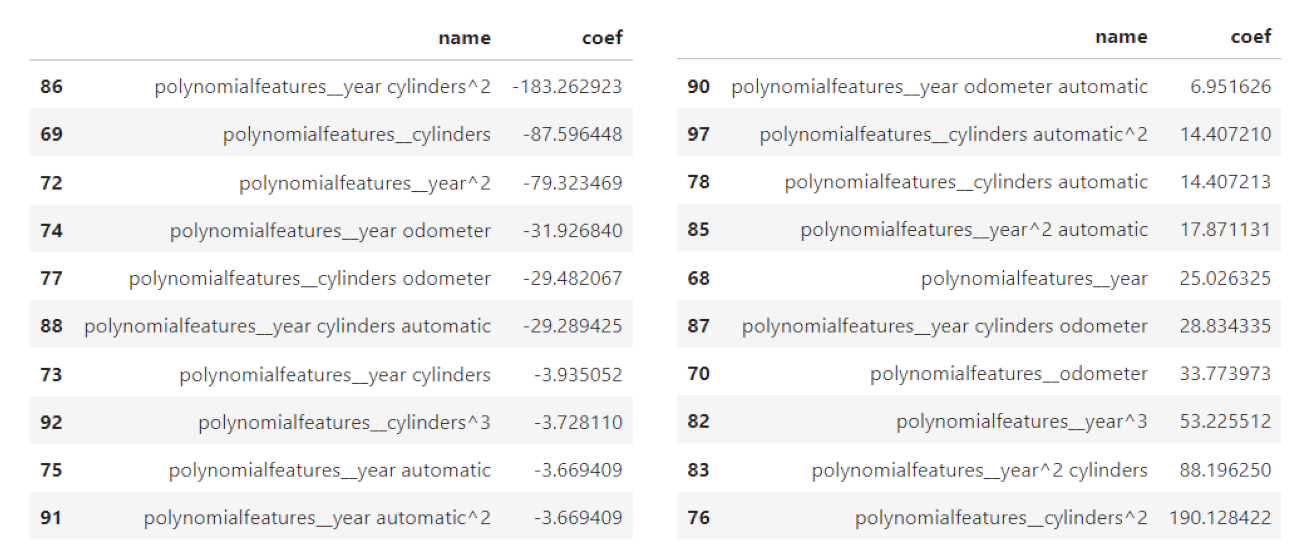 name coef
86 polynomialfeatures__year cylinders^2 -183.262923
69 polynomialfeatures__cylinders -87.596448
72 polynomialfeatures__year^2 -79.323469
74 polynomialfeatures__year odometer -31.926840
77 polynomialfeatures__cylinders odometer -29.482067
88 polynomialfeatures__year cylinders automatic -29.289425
73 polynomialfeatures__year cylinders -3.935052
92 polynomialfeatures__cylinders^3 -3.728110
75 polynomialfeatures__year automatic -3.669409
91 polynomialfeatures__year automatic^2 -3.669409
name coef
90 polynomialfeatures__year odometer automatic 6.951626
97 polynomialfeatures__cylinders automatic^2 14.407210
78 polynomialfeatures__cylinders automatic 14.407213
85 polynomialfeatures__year^2 automatic 17.871131
68 polynomialfeatures__year 25.026325
87 polynomialfeatures__year cylinders odometer 28.834335
70 polynomialfeatures__odometer 33.773973
82 polynomialfeatures__year^3 53.225512
83 polynomialfeatures__year^2 cylinders 88.196250
76 polynomialfeatures__cylinders^2 190.128422